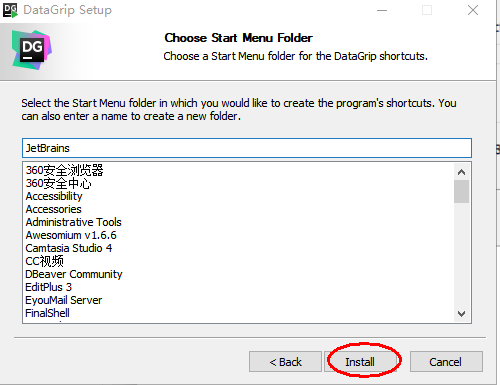 DG
DataGrip Setup
DG
Choose Start Menu Folder
Choose a Start Menu folder for the DataGrip shortcuts.
Select the Start Menu folder in which you would like to create the program's shortcuts. You
can also enter a name to create a new folder.
JetBrains
360安全浏览器
360安全中心
Accessibility
Accessories
Administrative Tools
Awesomium v1.6.6
Camtasia Studio 4
CC视频
DBeaver Community
EditPlus 3
EyouMail Server
FinalShell
< Back
Install
Cancel